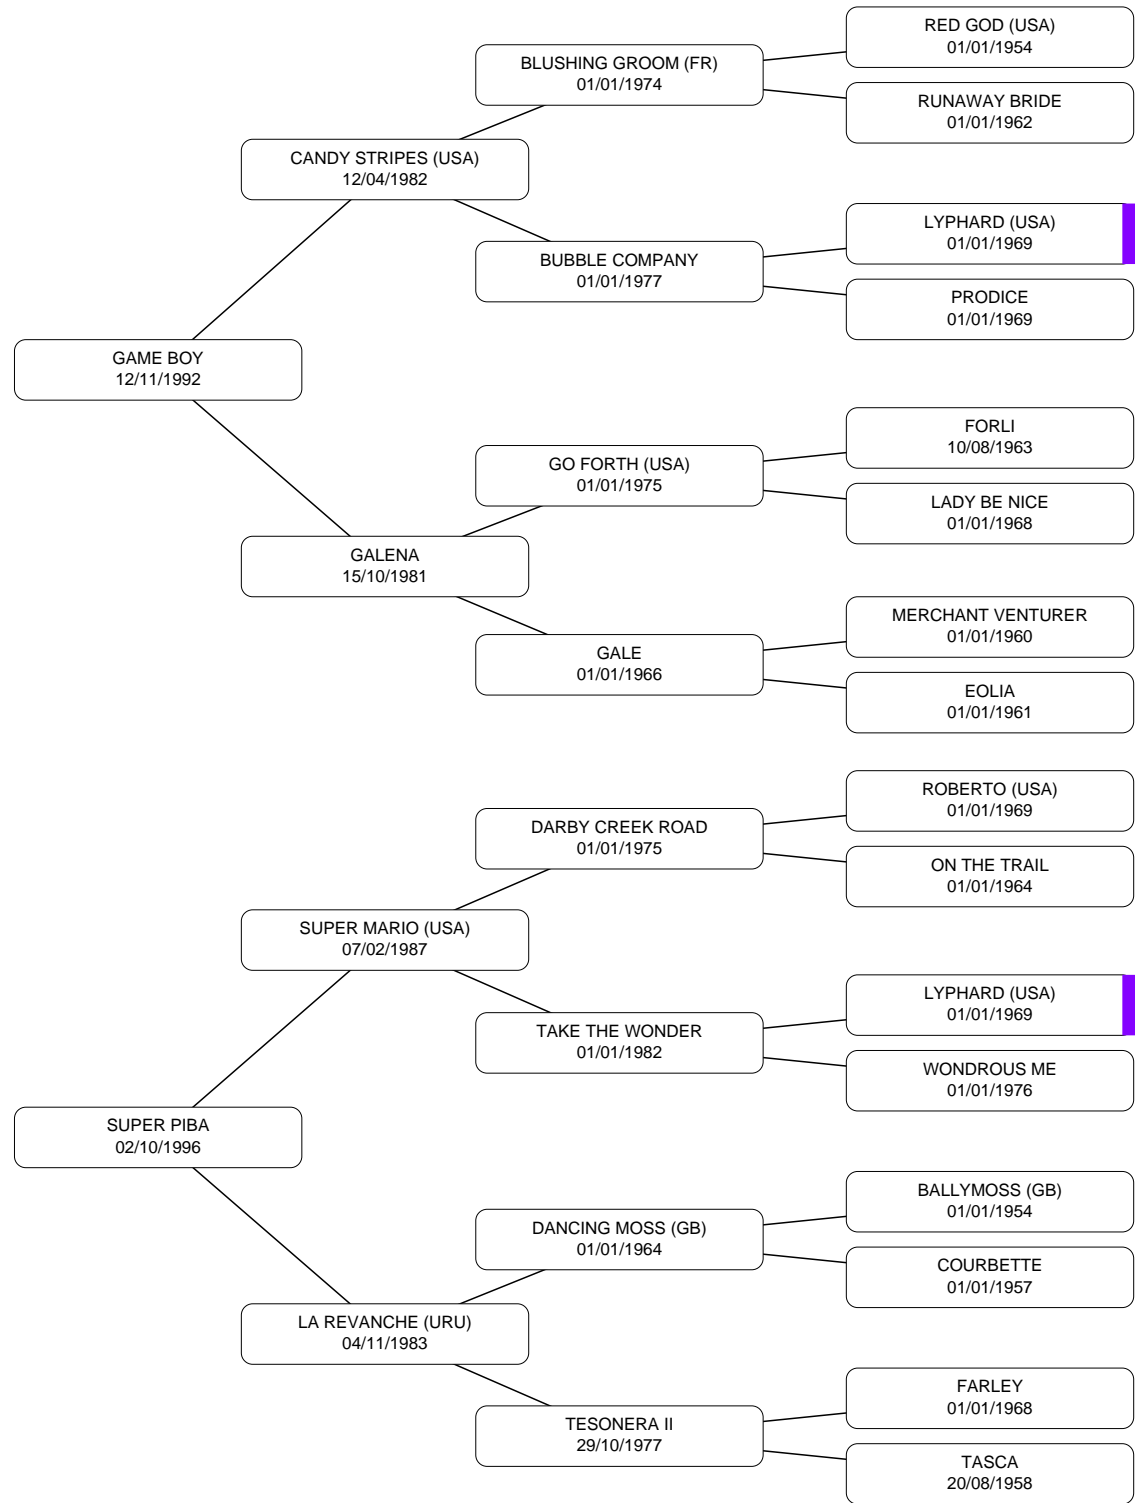 RED GOD (USA)
01/01/1954
BLUSHING GROOM (FR)
01/01/1974
RUNAWAY BRIDE
01/01/1962
CANDY STRIPES (USA)
12/04/1982
LYPHARD (USA)
01/01/1969
BUBBLE COMPANY
01/01/1977
PRODICE
01/01/1969
GAME BOY
12/11/1992
FORLI
10/08/1963
GO FORTH (USA)
01/01/1975
LADY BE NICE
01/01/1968
GALENA
15/10/1981
MERCHANT VENTURER
01/01/1960
GALE
01/01/1966
EOLIA
01/01/1961
ROBERTO (USA)
01/01/1969
DARBY CREEK ROAD
01/01/1975
ON THE TRAIL
01/01/1964
SUPER MARIO (USA)
07/02/1987
LYPHARD (USA)
01/01/1969
TAKE THE WONDER
01/01/1982
WONDROUS ME
01/01/1976
SUPER PIBA
02/10/1996
BALLYMOSS (GB)
01/01/1954
DANCING MOSS (GB)
01/01/1964
COURBETTE
01/01/1957
LA REVANCHE (URU)
04/11/1983
FARLEY
01/01/1968
TESONERA II
29/10/1977
TASCA
20/08/1958